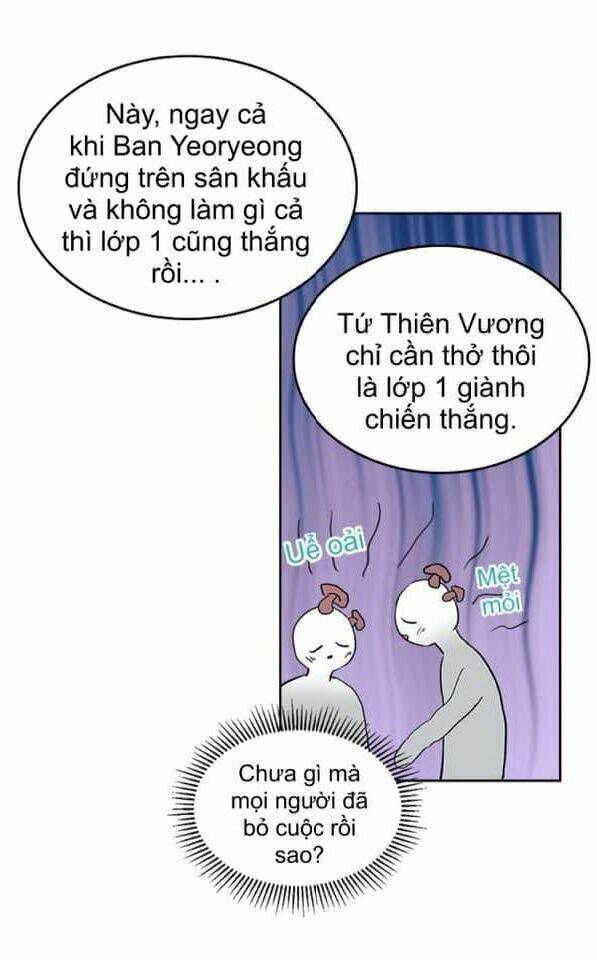 Này, ngay cả
khi Ban Yeoryeong
đứng trên sân khấu
và không làm gì cả
thì lớp 1 cũng thắng
rồi... .
Tứ Thiên Vương
chỉ cần thở thôi
là lớp 1 giành
chiến thắng.
Uể oải
Mệt
mỏi
Chưa gì mà
mọi người đã
bỏ cuộc rồi
sao?